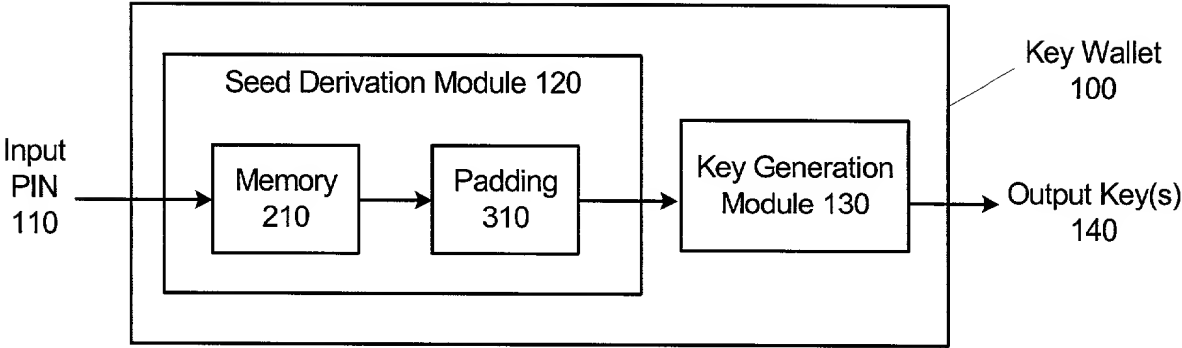 Seed Derivation Module 120
Key Wallet
100
Input
PIN
110
Memory
210
Padding
310
Key Generation
Module 130
Output Key(s)
140